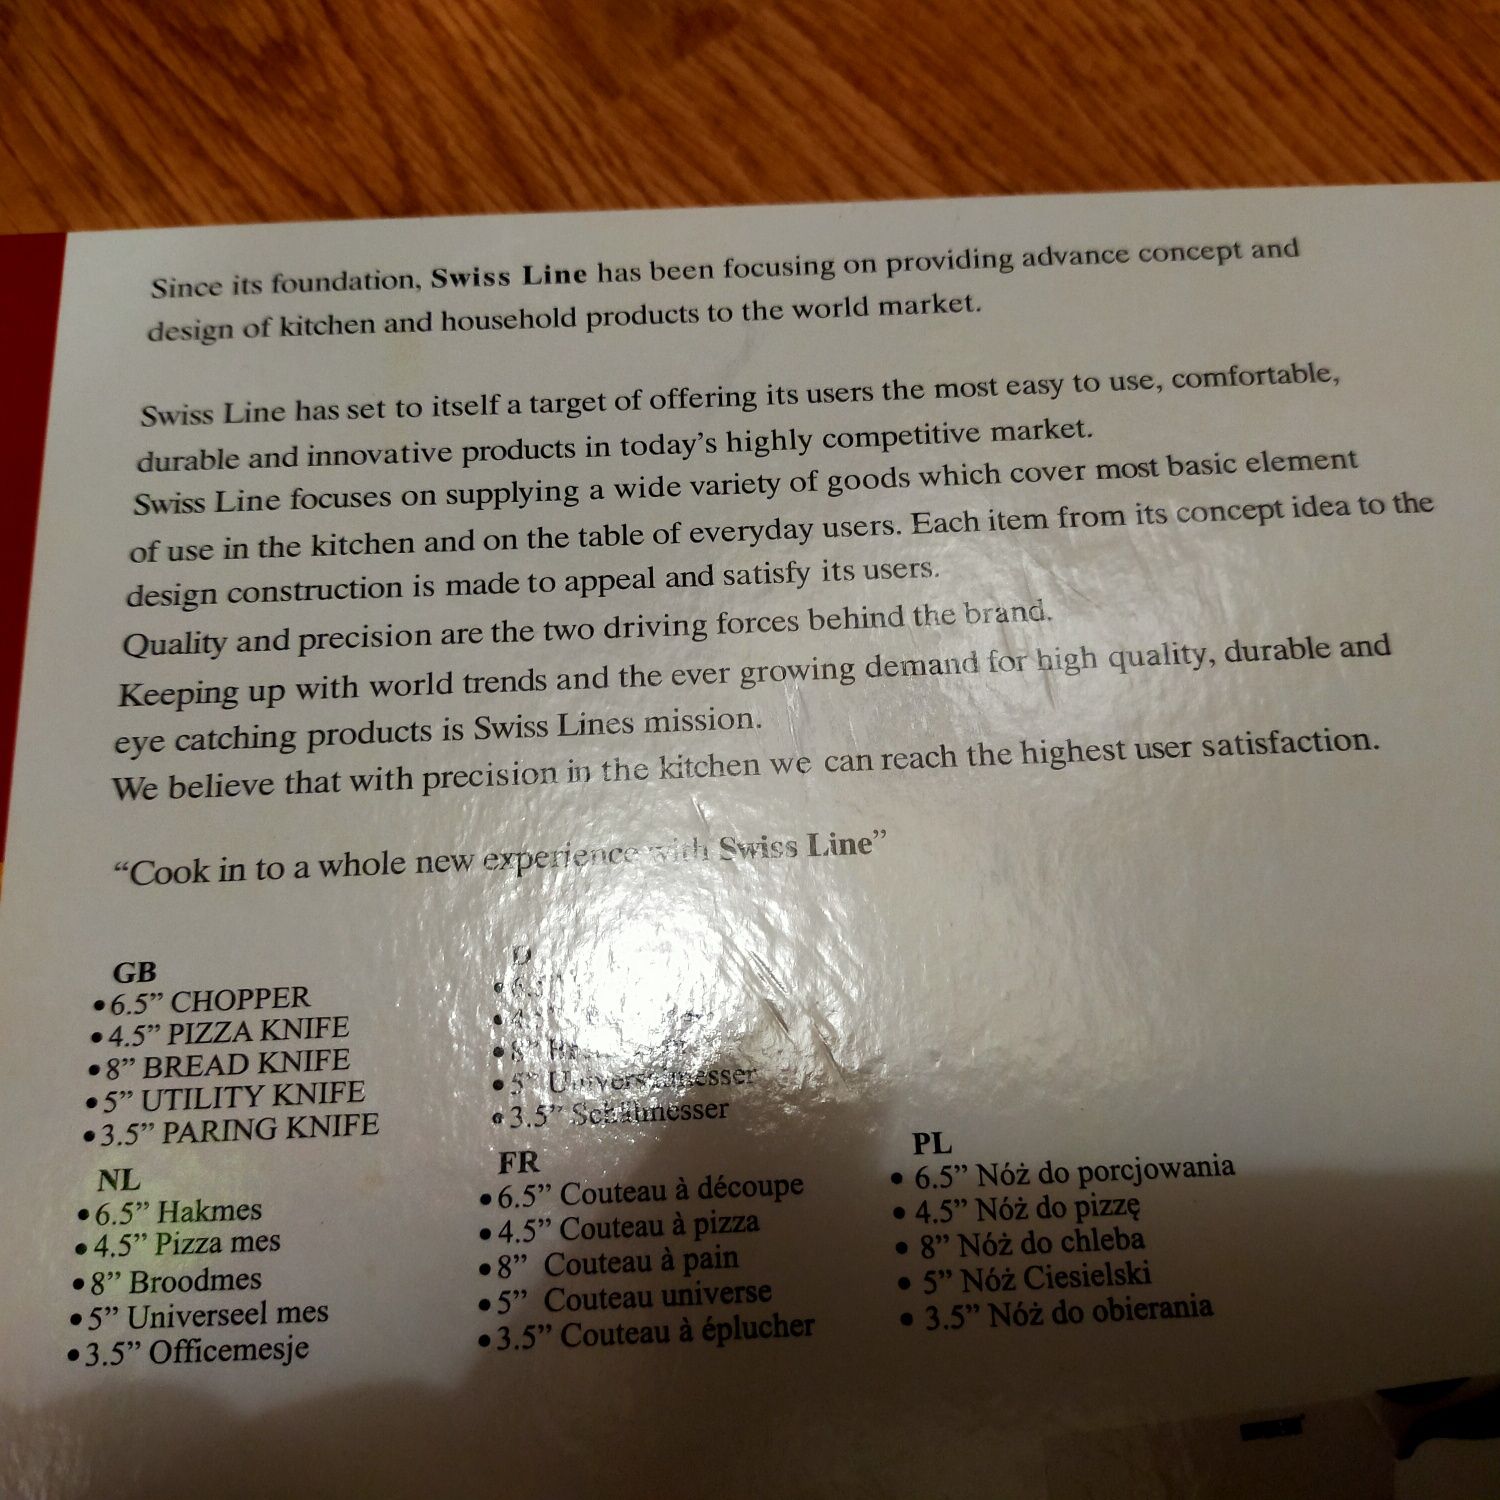 Since its foundation, Swiss Line has been focusing on providing advance concept and
design of kitchen and household products to the world market.
Swiss Line has set to itself a target of offering its users the most easy to use, comfortable,
durable and innovative products in today's highly competitive market.
Swiss Line focuses on supplying a wide variety of goods which cover most basic element
of use in the kitchen and on the table of everyday users. Each item from its concept idea to the
design construction is made to appeal and satisfy its users.
Quality and precision are the two driving forces behind the brand.
Keeping up with world trends and the ever growing demand for high quality, durable and
eye catching products is Swiss Lines mission.
We believe that with precision in the kitchen we can reach the highest user satisfaction.
“Cook in to a whole new experience with Swiss Line”
GB
•6.5” CHOPPER
•4.5” PIZZA KNIFE
•8” BREAD KNIFE
•5” UTILITY KNIFE
•3.5” PARING KNIFE
D
•6.5”
•4.5”
•8”
•5” Universalmesser
•3.5” Schälmesser
NL
•6.5” Hakmes
•4.5” Pizza mes
•8” Broodmes
•5” Universeel mes
•3.5” Officemesje
FR
•6.5” Couteau à découpe
•4.5” Couteau à pizza
•8” Couteau à pain
•5” Couteau universe
•3.5” Couteau à éplucher
PL
• 6.5” Nóż do porcjowania
• 4.5” Nóż do pizzę
• 8” Nóż do chleba
• 5” Nóż Ciesielski
• 3.5” Nóż do obierania